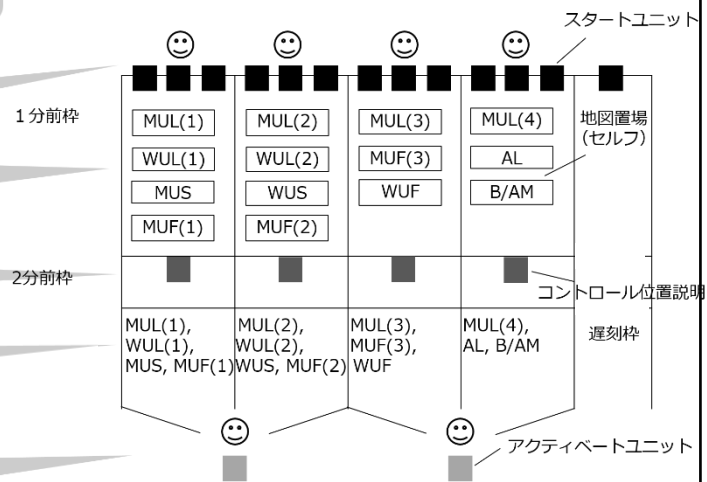 スタートユニット
1分前枠
MUL(1)
MUL(2)
MUL(3)
MUL(4)
地図置場
(セルフ)
WUL(1)
WUL(2)
MUF(3)
AL
MUS
WUS
WUF
B/AM
MUF(1)
MUF(2)
2分前枠
コントロール位置説明
MUL(1),
WUL(1),
MUS, MUF(1)
MUL(2),
WUL(2),
WUS, MUF(2)
MUL(3),
MUF(3),
WUF
MUL(4),
AL, B/AM
遅刻枠
アクティベートユニット